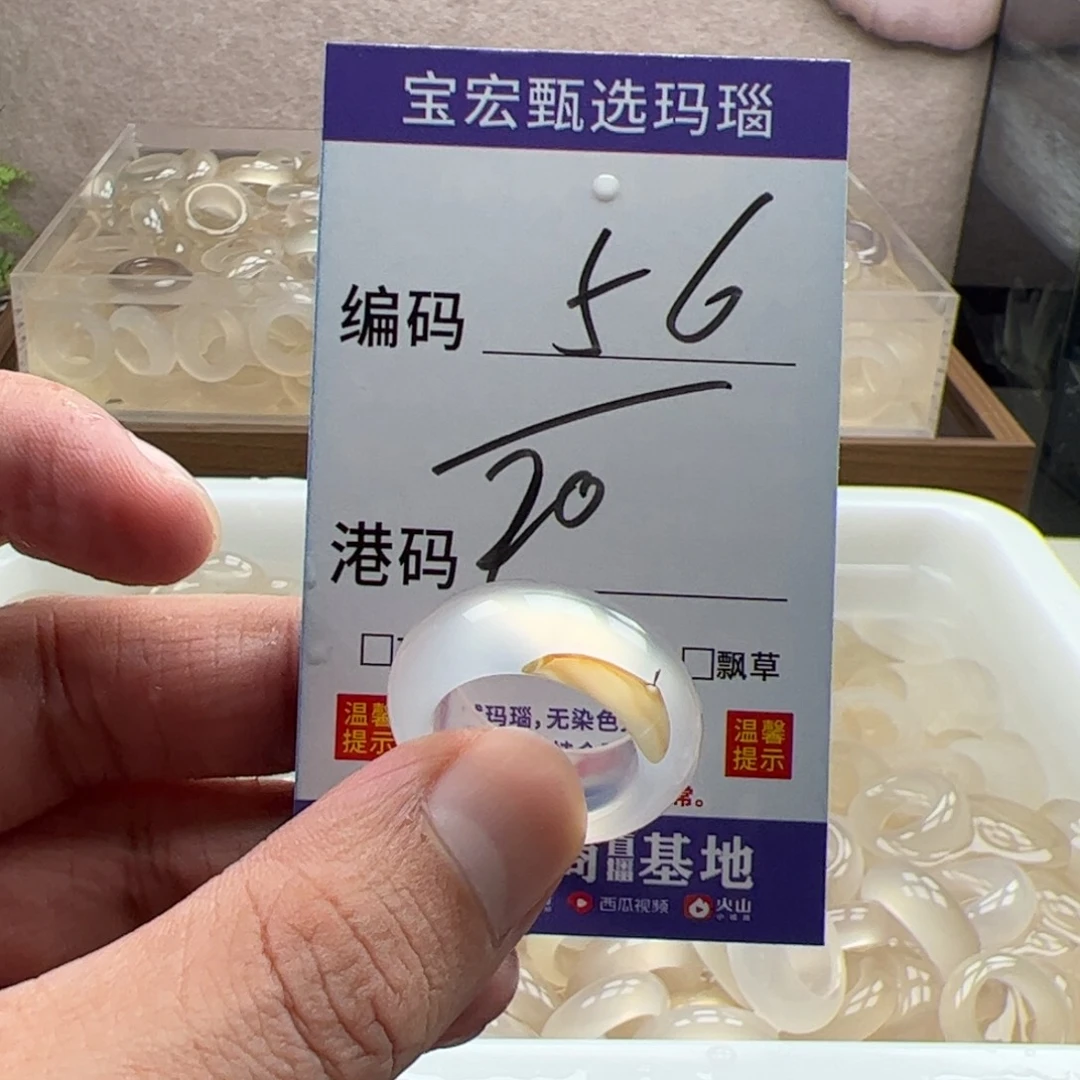 宝宏甄选玛瑙
编码 56
港码 20
□ □飘草
温馨提示 玛瑙，无染色 温馨提示
常。
基地
西瓜视频 火山